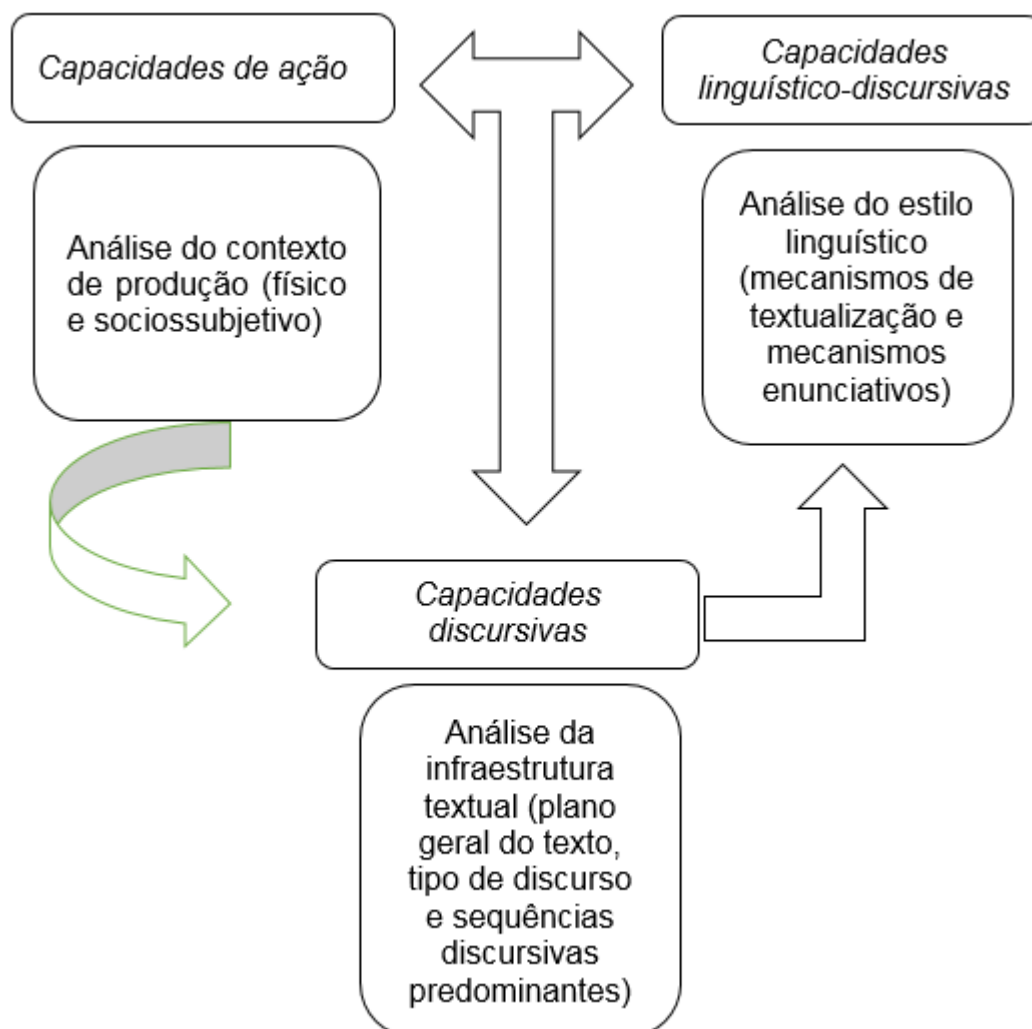 Capacidades de ação
Capacidades
linguístico-discursivas
Análise do contexto
de produção (físico
e sociossubjetivo)
Análise do estilo
linguístico
(mecanismos de
textualização e
mecanismos
enunciativos)
Capacidades
discursivas
Análise da
infraestrutura
textual (plano
geral do texto,
tipo de discurso
e sequências
discursivas
predominantes)